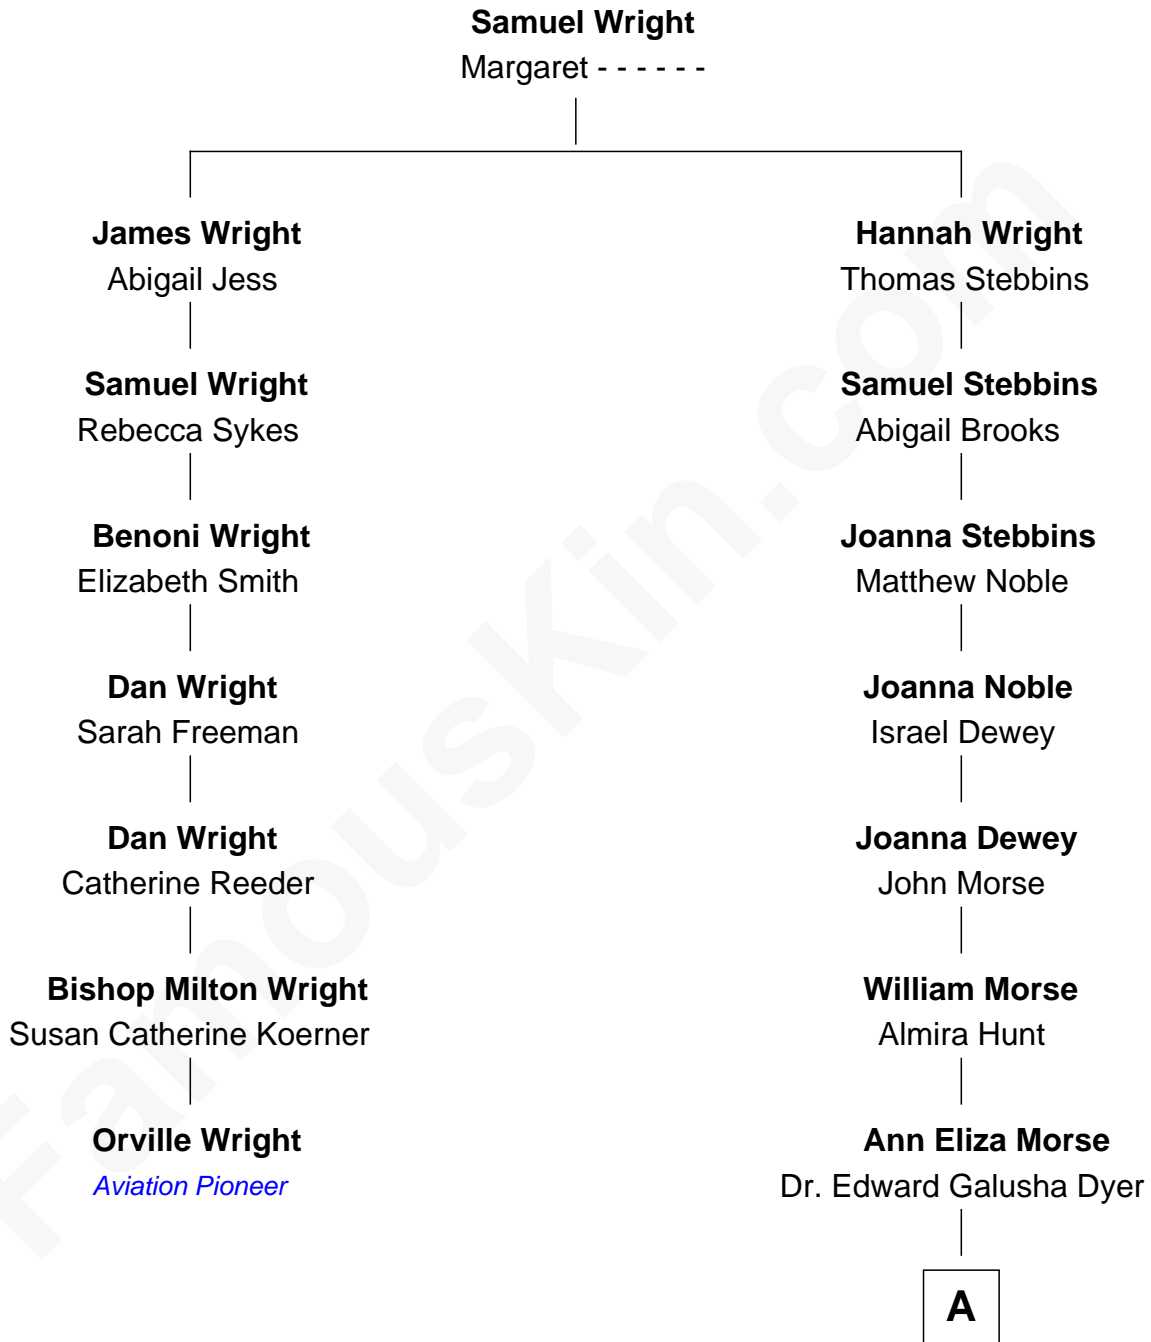 Samuel Wright
Margaret - - - - - -
James Wright
Abigail Jess
Hannah Wright
Thomas Stebbins
Samuel Wright
Rebecca Sykes
Samuel Stebbins
Abigail Brooks
Benoni Wright
Elizabeth Smith
Joanna Stebbins
Matthew Noble
Dan Wright
Sarah Freeman
Joanna Noble
Israel Dewey
Dan Wright
Catherine Reeder
Joanna Dewey
John Morse
Bishop Milton Wright
Susan Catherine Koerner
William Morse
Almira Hunt
Orville Wright
Aviation Pioneer
Ann Eliza Morse
Dr. Edward Galusha Dyer
A
FamousKin.com